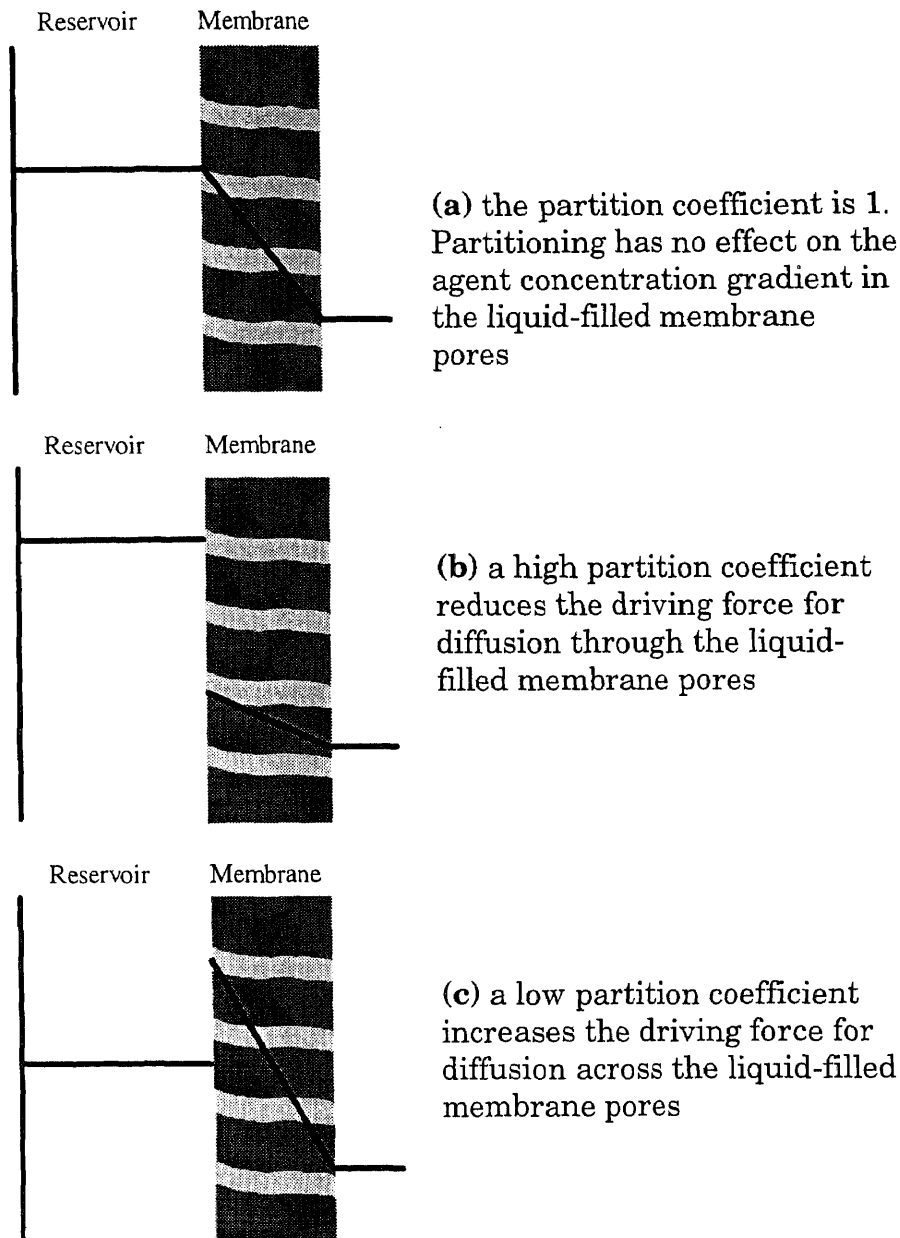 Reservoir Membrane
(a) the partition coefficient is 1.
Partitioning has no effect on the
agent concentration gradient in
the liquid-filled membrane
pores
Reservoir Membrane
(b) a high partition coefficient
reduces the driving force for
diffusion through the liquid-
filled membrane pores
Reservoir Membrane
(c) a low partition coefficient
increases the driving force for
diffusion across the liquid-filled
membrane pores